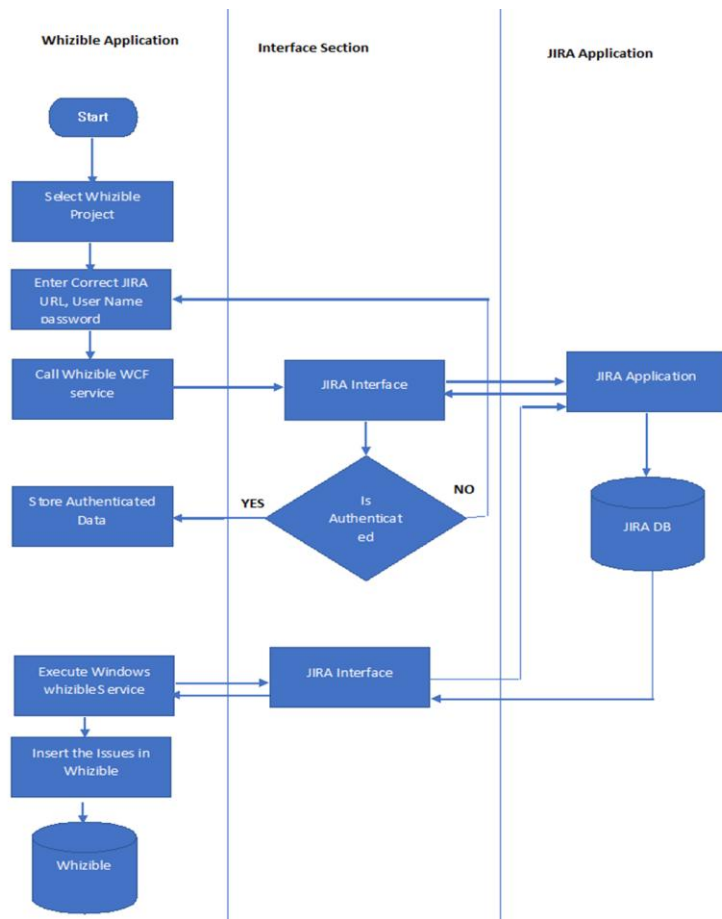 Whizible Application
Interface Section
JIRA Application
Start
Select Whizible
Project
Enter Correct JIRA
URL, User Name
password
Call Whizible WCF
service
JIRA Interface
JIRA Application
Store Authenticated
Data
YES
Is
Authenticat
ed
NO
JIRA DB
Execute Windows
whizible Service
JIRA Interface
Insert the Issues in
Whizible
Whizible